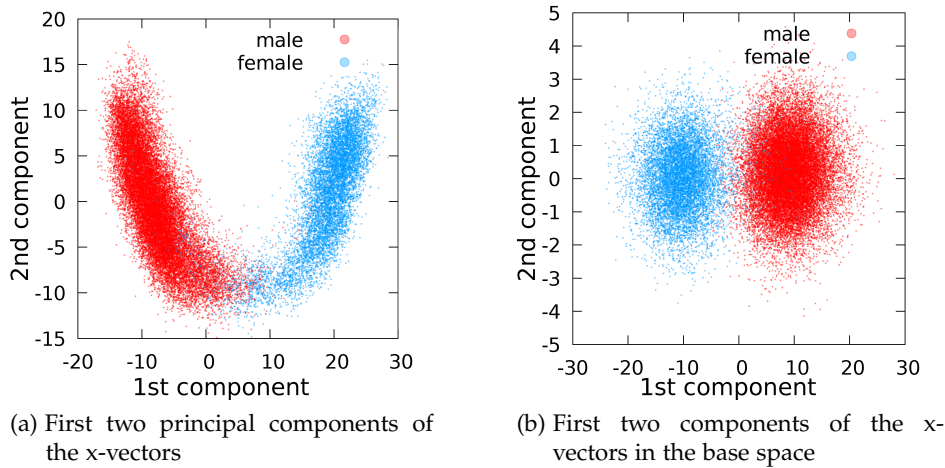 20
15
10
5
0
-5
-10
-15
-20
-10
0
10
20
30
2nd component
1st component
male
female
(a) First two principal components of
the x-vectors
5
4
3
2
1
0
-1
-2
-3
-4
-5
-30
-20
-10
0
10
20
30
2nd component
1st component
male
female
(b) First two components of the x-
vectors in the base space